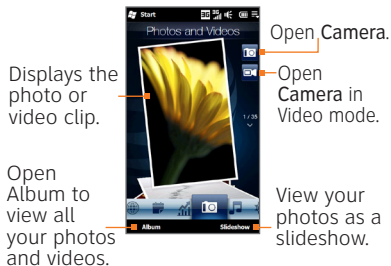 Start
Photos and Videos
Open Camera.
Displays the
photo or
video clip.
Open
Camera in
Video mode.
1 / 35
Open
Album to
view all
your photos
and videos.
View your
photos as a
slideshow.
Album
Slideshow